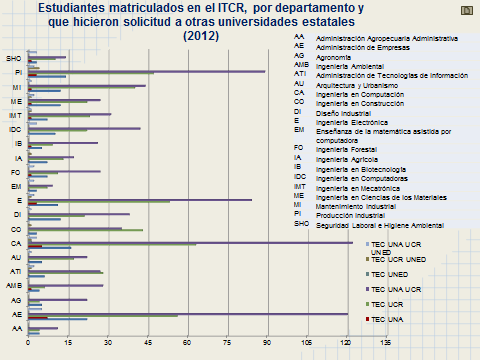 Estudiantes matriculados en el ITCR, por departamento y
que hicieron solicitud a otras universidades estatales
(2012)
AA Administración Agropecuaria Administrativa
AE Administración de Empresas
AG Agronomía
AMB Ingeniería Ambiental
ATI Administración de Tecnologías de Información
AU Arquitectura y Urbanismo
CA Ingeniería en Computación
CO Ingeniería en Construcción
DI Diseño Industrial
E Ingeniería Electrónica
EM Enseñanza de la matemática asistida por
computadora
FO Ingeniería Forestal
IA Ingeniería Agrícola
IB Ingeniería en Biotecnología
IDC Ingeniería en Computadores
IMT Ingeniería en Mecatrónica
ME Ingeniería en Ciencias de los Materiales
MI Mantenimiento Industrial
PI Producción Industrial
SHO Seguridad Laboral e Higiene Ambiental
SHO
PI
MI
ME
IMT
IDC
IB
IA
FO
EM
E
DI
CO
CA
AU
ATI
AMB
AG
AE
AA
TEC UNA UCR
UNED
TEC UCR UNED
TEC UNED
TEC UNA UCR
TEC UCR
TEC UNA
0 15 30 45 60 75 90 105 120 135